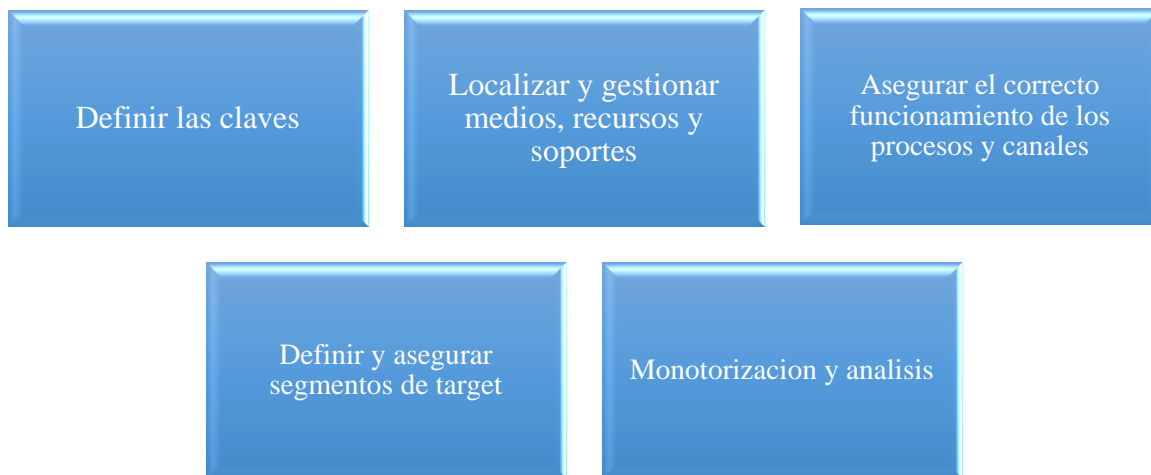 Definir las claves
Localizar y gestionar
medios, recursos y
soportes
Asegurar el correcto
funcionamiento de los
procesos y canales
Definir y asegurar
segmentos de target
Monotorizacion y analisis